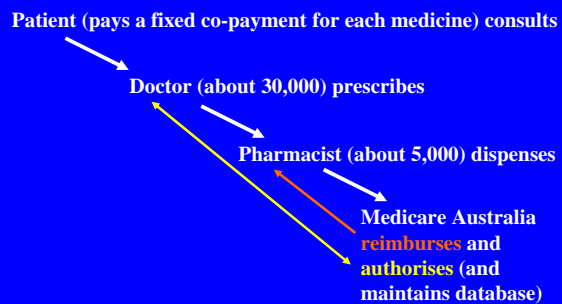 Patient (pays a fixed co-payment for each medicine) consults
Doctor (about 30,000) prescribes
Pharmacist (about 5,000) dispenses
Medicare Australia
reimburses and
authorises (and
maintains database)